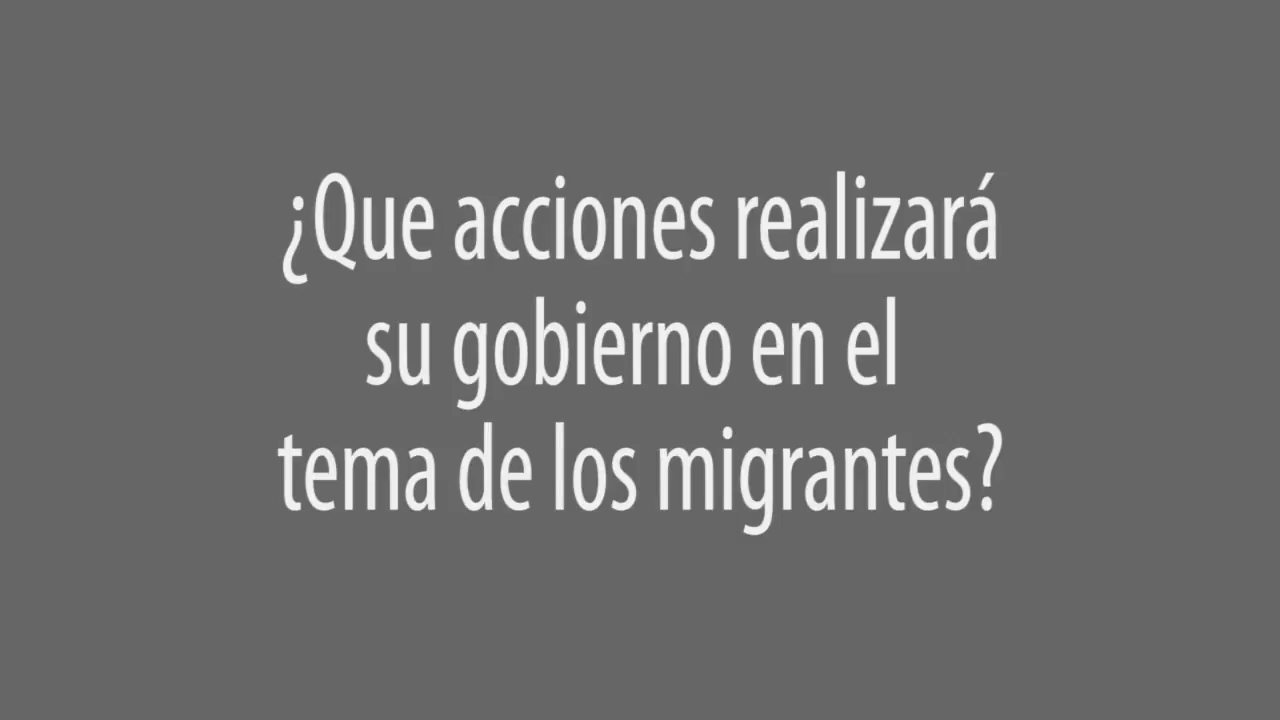 ¿Que acciones realizará
su gobierno en el
tema de los migrantes?